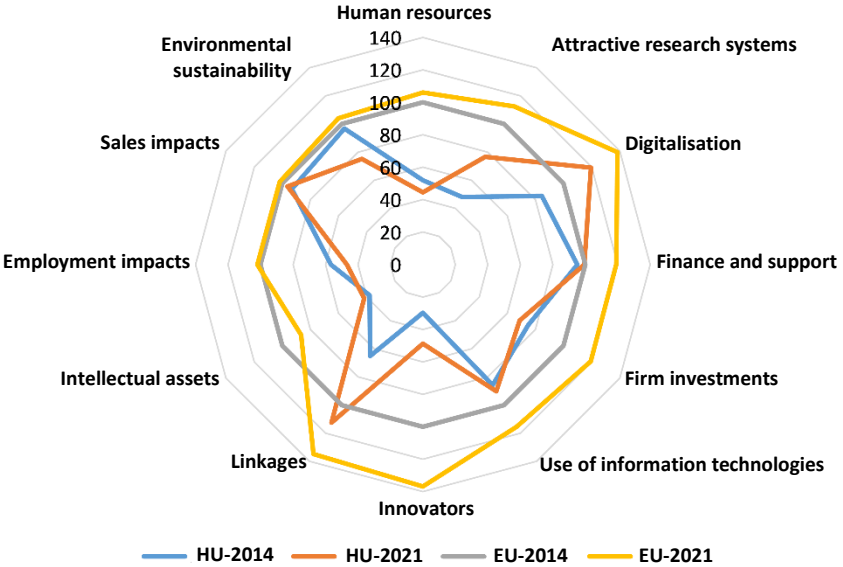 Human resources
Attractive research systems
Digitalisation
Finance and support
Firm investments
Use of information technologies
Innovators
Linkages
Intellectual assets
Employment impacts
Sales impacts
Environmental
sustainability
140
120
100
80
60
40
20
0
HU-2014 HU-2021 EU-2014 EU-2021